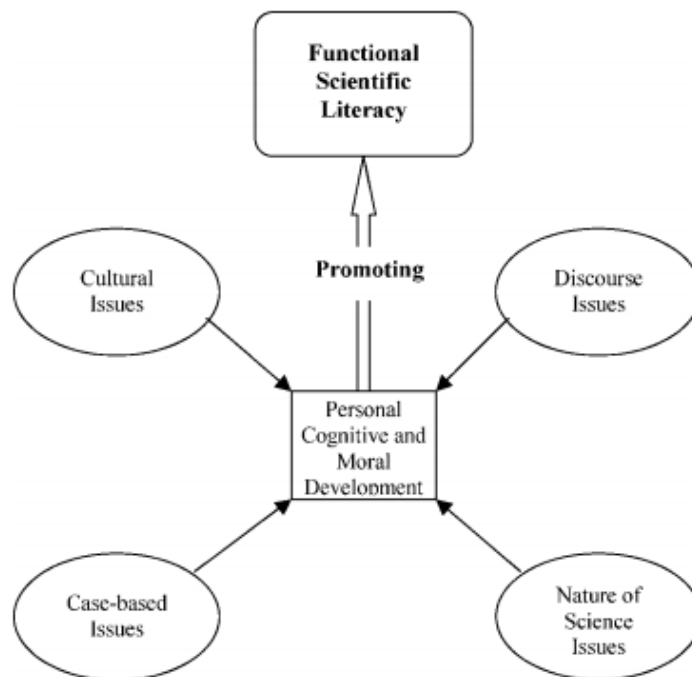 Functional
Scientific
Literacy
Promoting
Cultural
Issues
Discourse
Issues
Personal
Cognitive and
Moral
Development
Case-based
Issues
Nature of
Science
Issues